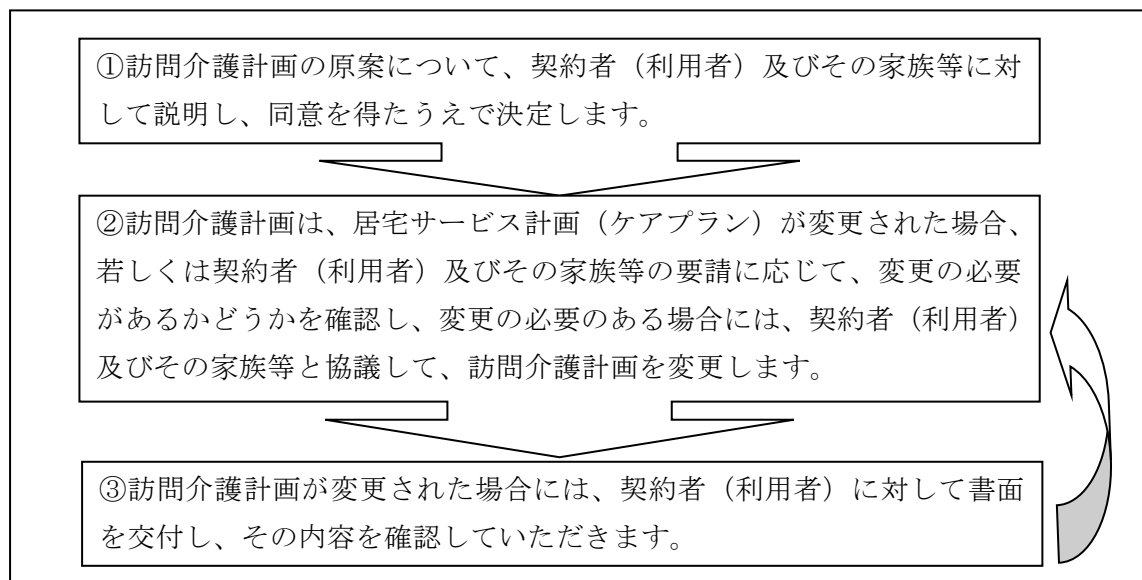 ①訪問介護計画の原案について、契約者（利用者）及びその家族等に対
して説明し、同意を得たうえで決定します。
②訪問介護計画は、居宅サービス計画（ケアプラン）が変更された場合、
若しくは契約者（利用者）及びその家族等の要請に応じて、変更の必要
があるかどうかを確認し、変更の必要のある場合には、契約者（利用者）
及びその家族等と協議して、訪問介護計画を変更します。
③訪問介護計画が変更された場合には、契約者（利用者）に対して書面
を交付し、その内容を確認していただきます。